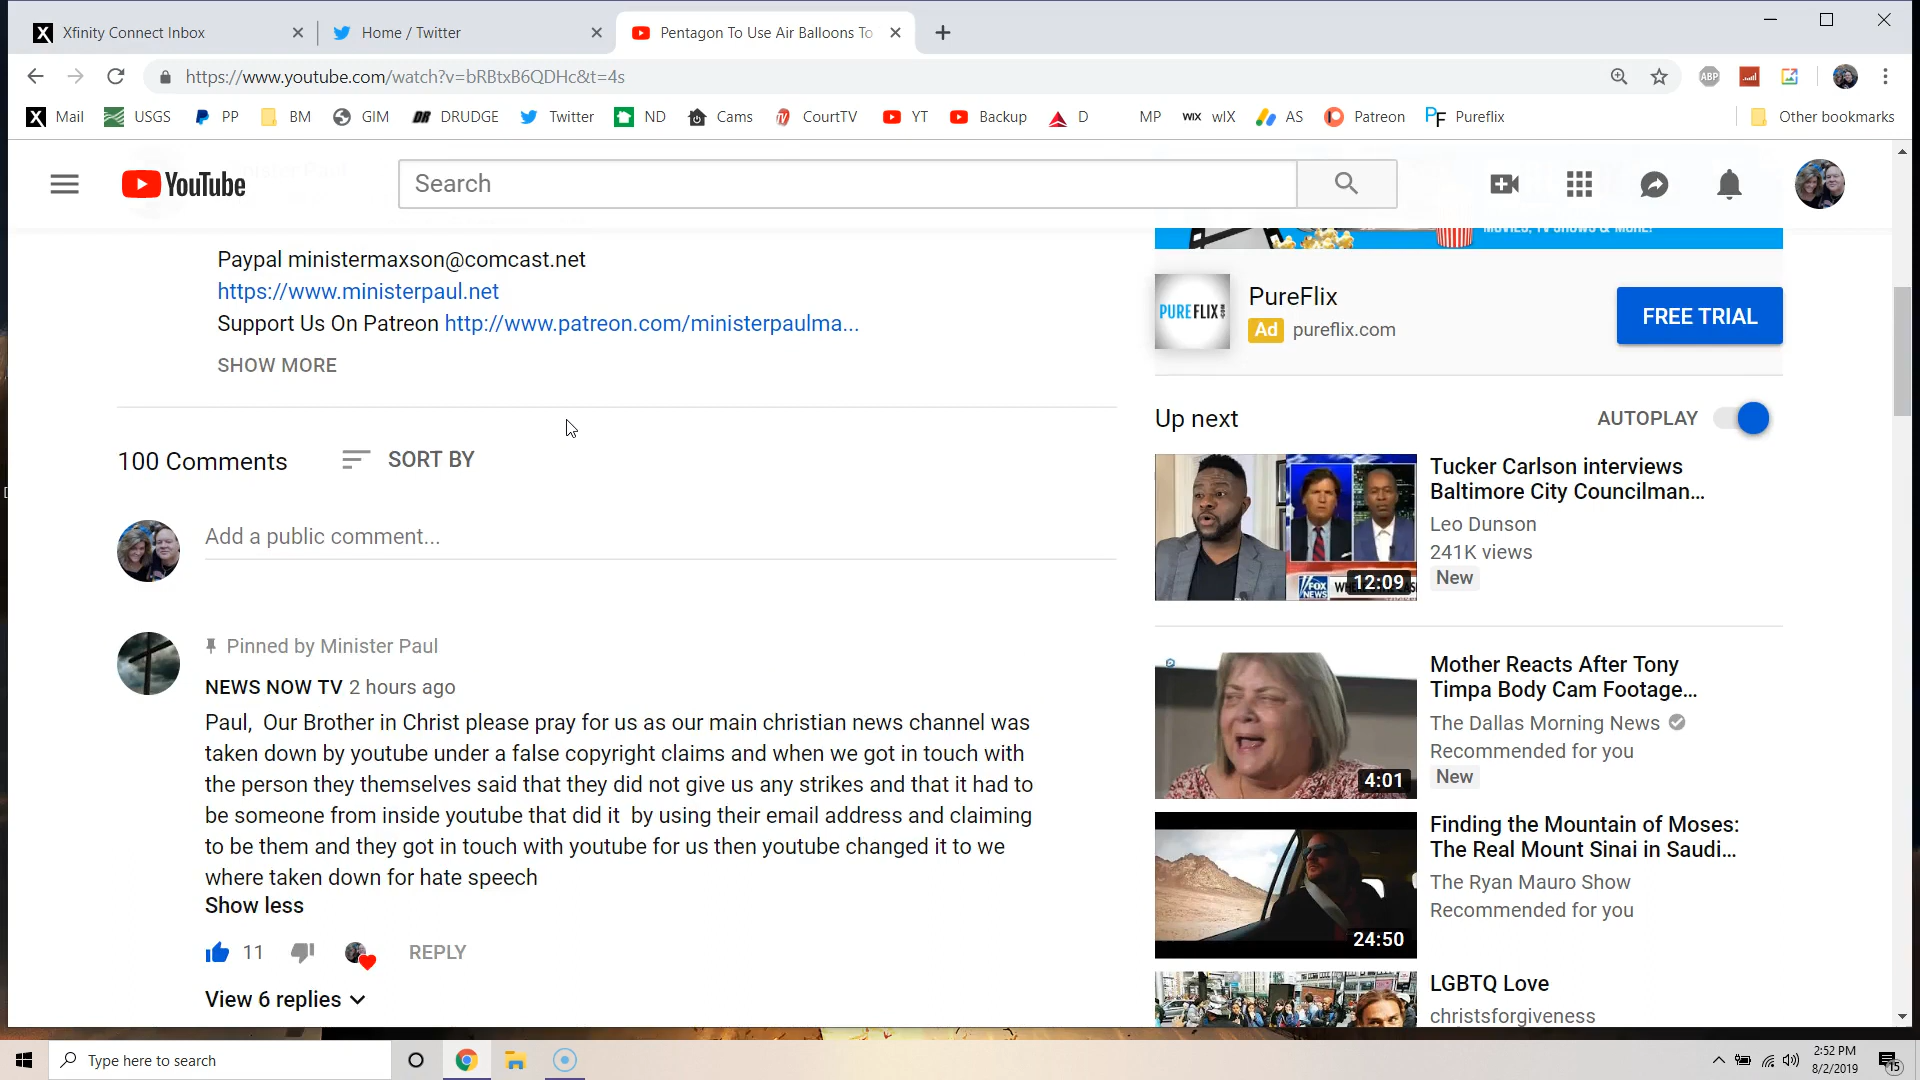 Xfinity Connect Inbox
Home / Twitter
Pentagon To Use Air Balloons To
https://www.youtube.com/watch?v=bRBtxB6QDHc&t=4s
ABP
Mail
USGS
PP
BM
GIM
DR DRUDGE
Twitter
ND
Cams
CourtTV
YT
Backup
D
MP
WIX wIX
AS
Patreon
PF Pureflix
Other bookmarks
YouTube
Search
MOVIES, TV SHOWS & MORE!
Paypal ministermaxson@comcast.net
https://www.ministerpaul.net
Support Us On Patreon http://www.patreon.com/ministerpaulma...
SHOW MORE
PUREFLIX
PureFlix
Ad pureflix.com
FREE TRIAL
100 Comments
SORT BY
Up next
AUTOPLAY
Add a public comment...
FOX NEWS
12:09
Tucker Carlson interviews
Baltimore City Councilman...
Leo Dunson
241K views
New
Pinned by Minister Paul
NEWS NOW TV 2 hours ago
Paul,  Our Brother in Christ please pray for us as our main christian news channel was
taken down by youtube under a false copyright claims and when we got in touch with
the person they themselves said that they did not give us any strikes and that it had to
be someone from inside youtube that did it  by using their email address and claiming
to be them and they got in touch with youtube for us then youtube changed it to we
where taken down for hate speech
Show less
11
REPLY
View 6 replies
4:01
Mother Reacts After Tony
Timpa Body Cam Footage...
The Dallas Morning News
Recommended for you
New
24:50
Finding the Mountain of Moses:
The Real Mount Sinai in Saudi...
The Ryan Mauro Show
Recommended for you
LGBTQ Love
christsforgiveness
Type here to search
2:52 PM
8/2/2019
15